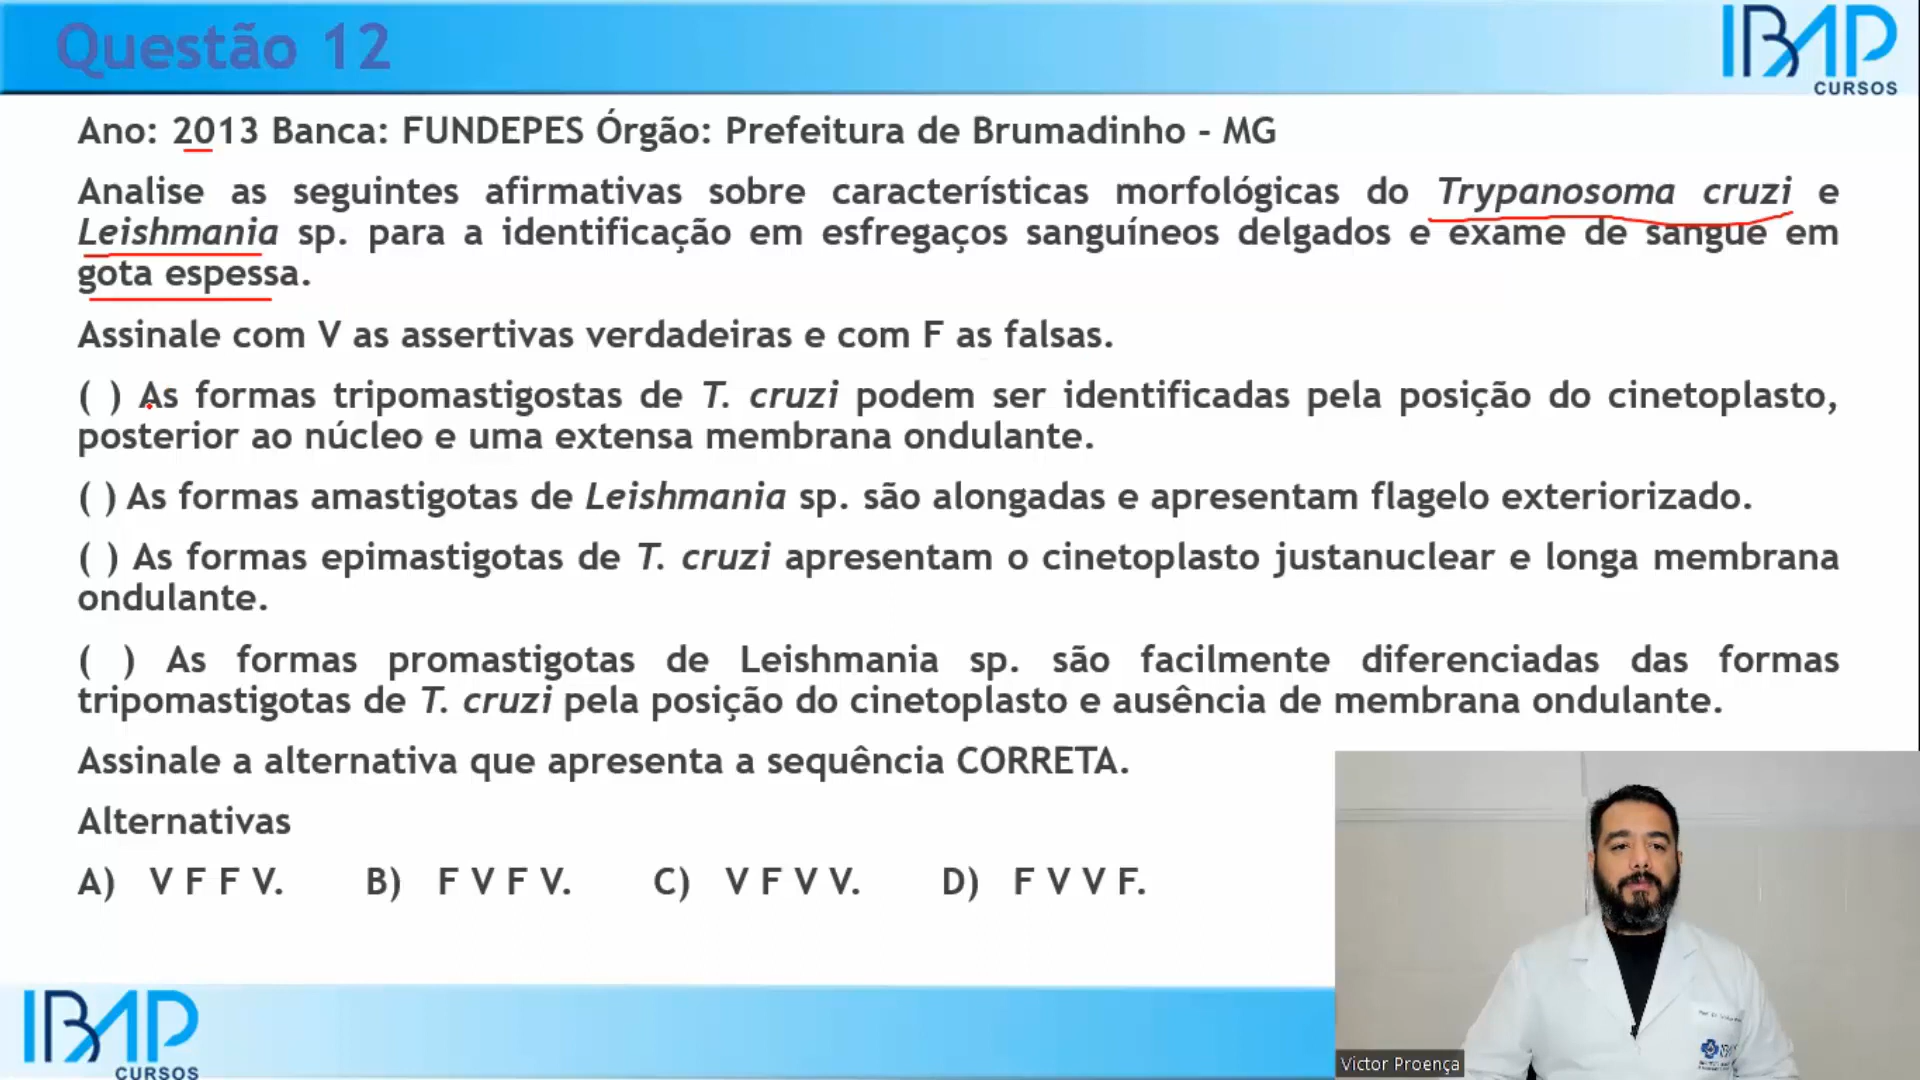 Questão 12
IBAP
CURSOS
Ano: 2013 Banca: FUNDEPES Órgão: Prefeitura de Brumadinho - MG
Analise as seguintes afirmativas sobre características morfológicas do Trypanosoma cruzi e
Leishmania sp. para a identificação em esfregaços sanguíneos delgados e exame de sangue em
gota espessa.
Assinale com V as assertivas verdadeiras e com F as falsas.
( ) As formas tripomastigostas de T. cruzi podem ser identificadas pela posição do cinetoplasto,
posterior ao núcleo e uma extensa membrana ondulante.
( ) As formas amastigotas de Leishmania sp. são alongadas e apresentam flagelo exteriorizado.
( ) As formas epimastigotas de T. cruzi apresentam o cinetoplasto justanuclear e longa membrana
ondulante.
( ) As formas promastigotas de Leishmania sp. são facilmente diferenciadas das formas
tripomastigotas de T. cruzi pela posição do cinetoplasto e ausência de membrana ondulante.
Assinale a alternativa que apresenta a sequência CORRETA.
Alternativas
A) V F F V. B) F V F V. C) V F V V. D) F V V F.
IBAP
CURSOS
Victor Proença